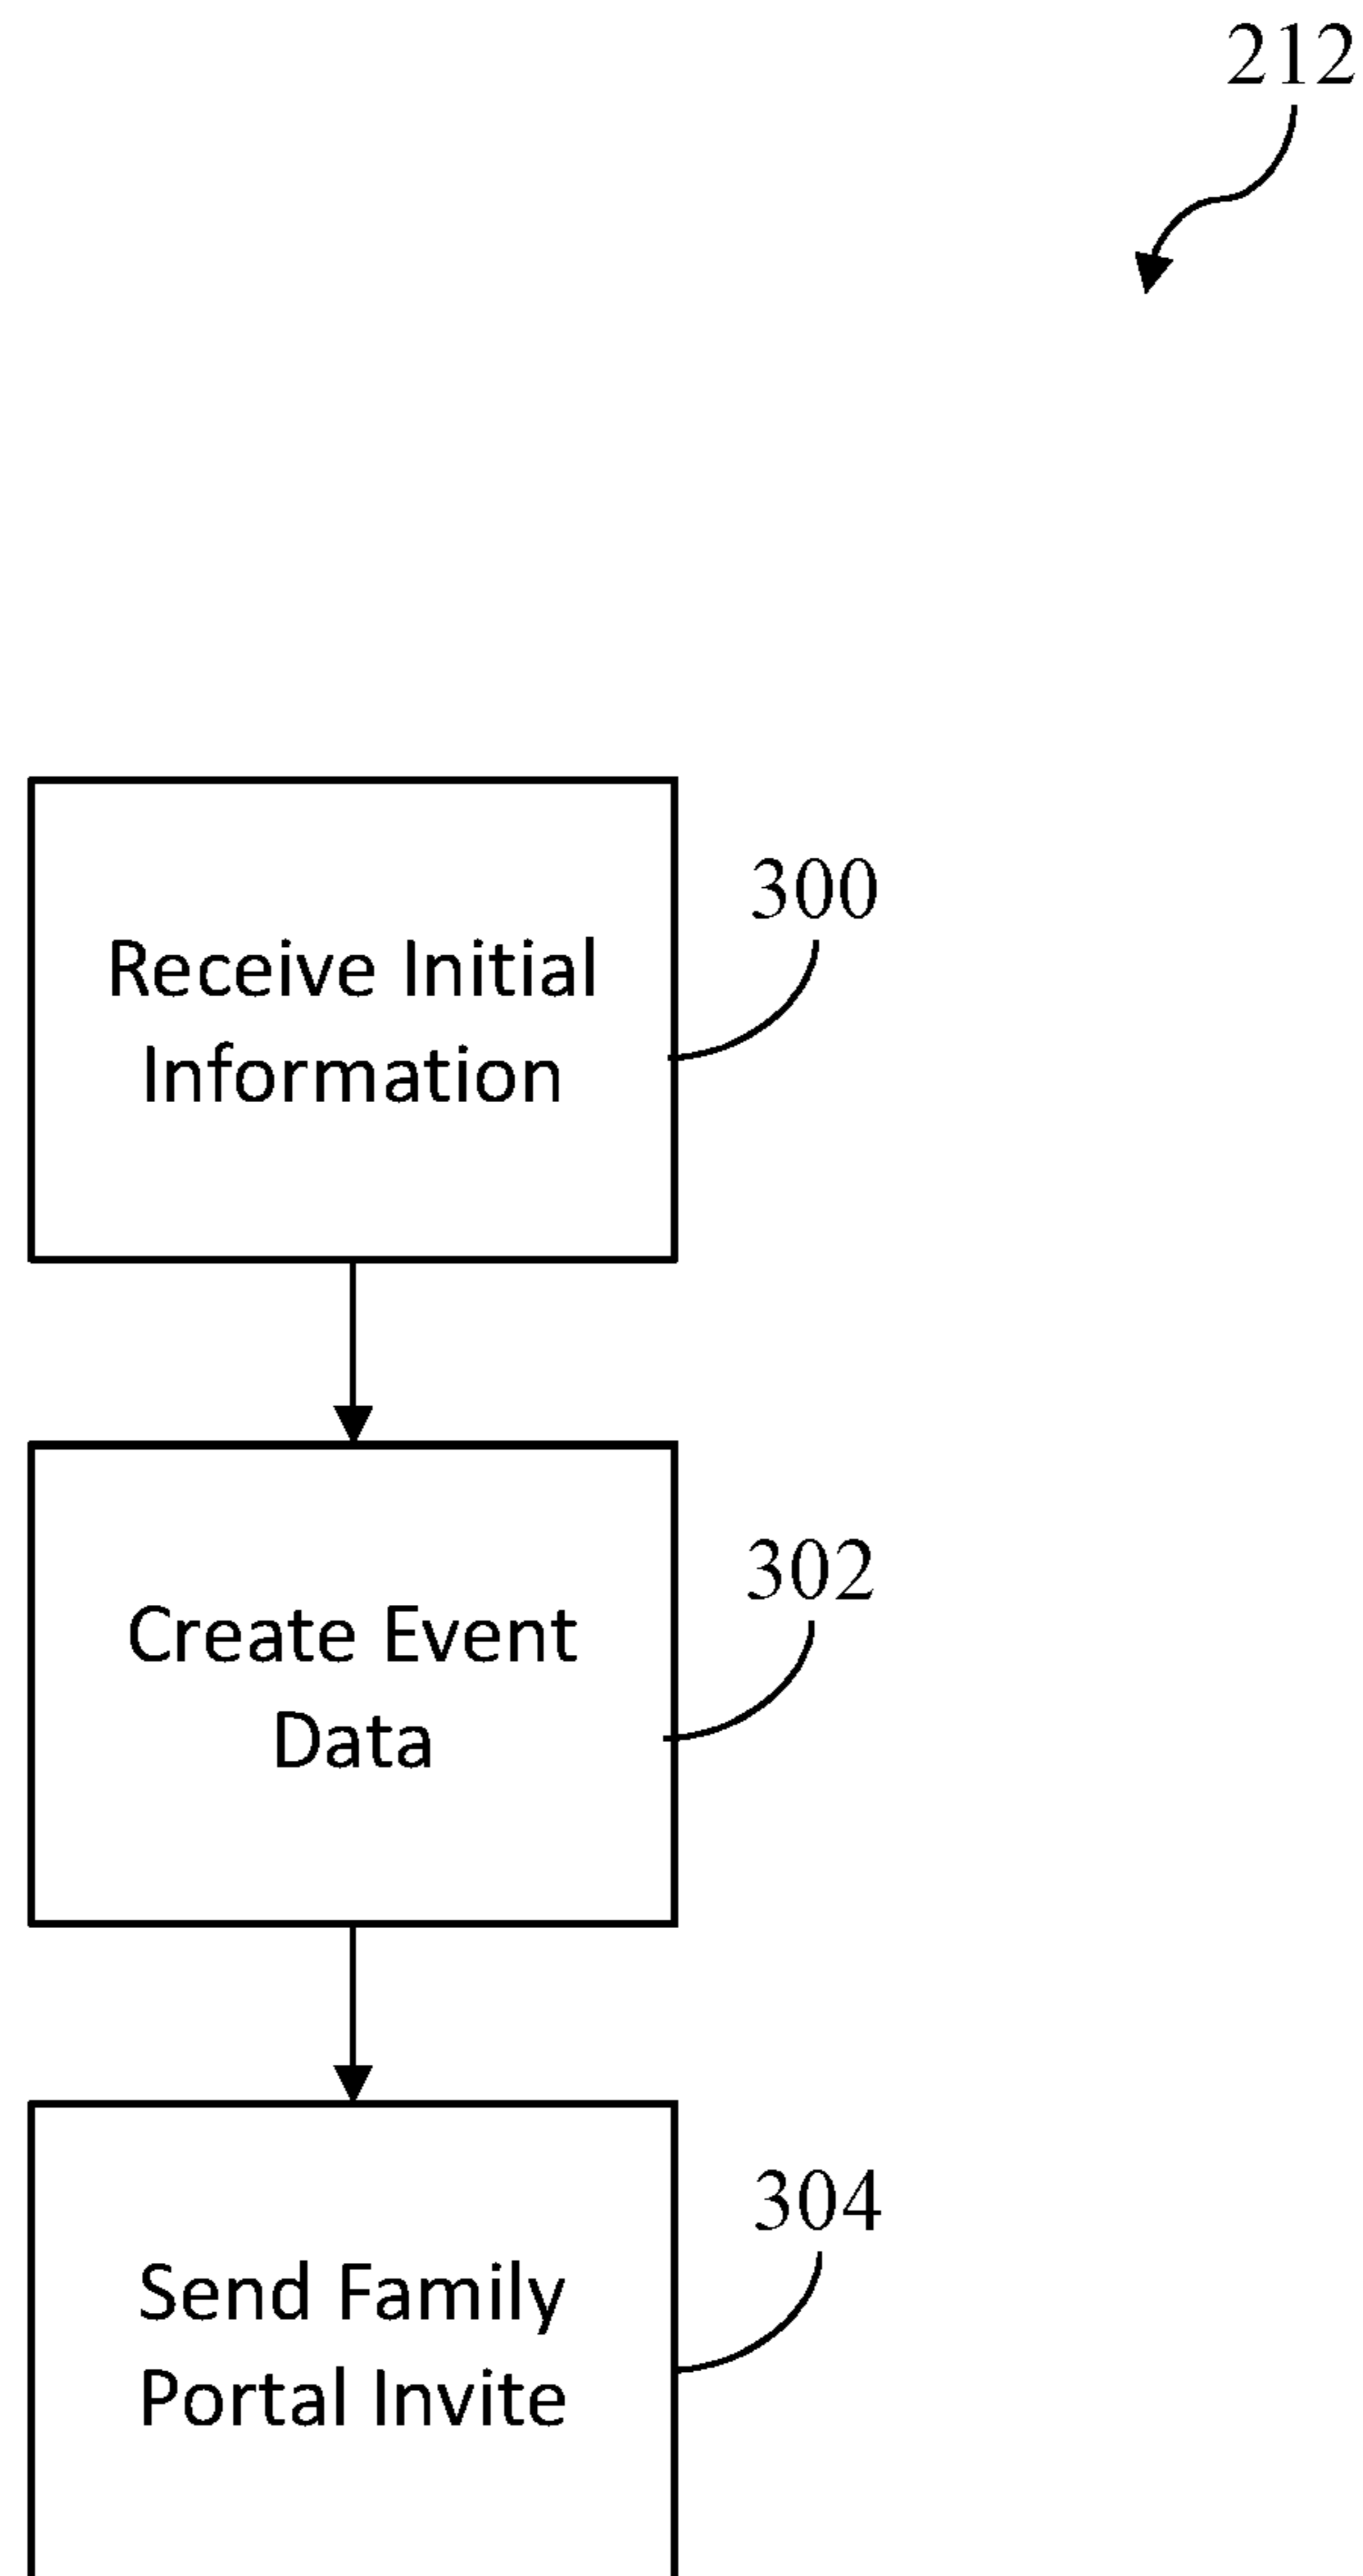 212
300
Receive Initial
Information
302
Create Event
Data
304
Send Family
Portal Invite